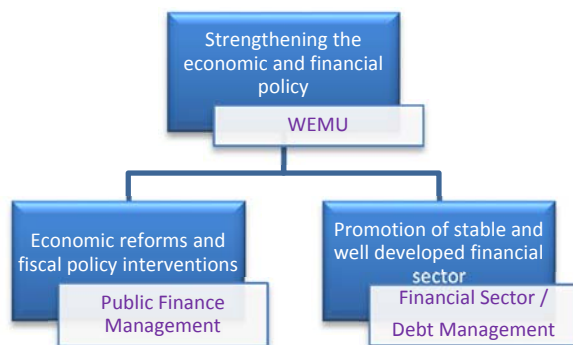 Strengthening the
economic and financial
policy
WEMU
Economic reforms and
fiscal policy interventions
Public Finance
Management
Promotion of stable and
well developed financial
sector
Financial Sector /
Debt Management